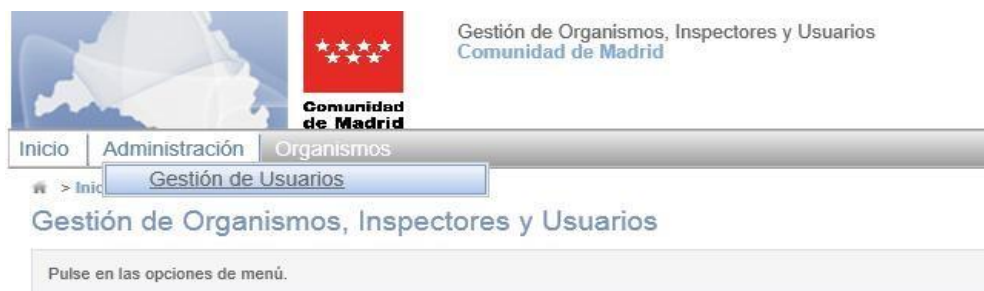 Gestión de Organismos, Inspectores y Usuarios
Comunidad de Madrid
Comunidad
de Madrid
Inicio Administración Organismos
Gestión de Usuarios
> Inic
Gestión de Organismos, Inspectores y Usuarios
Pulse en las opciones de menú.